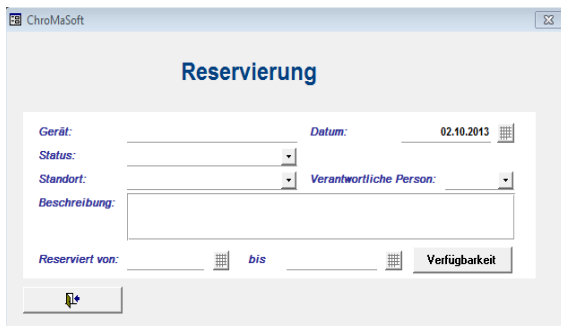 ChroMaSoft
Reservierung
Gerät: Datum: 02.10.2013
Status:
Standort: Verantwortliche Person:
Beschreibung:
Reserviert von: bis Verfügbarkeit